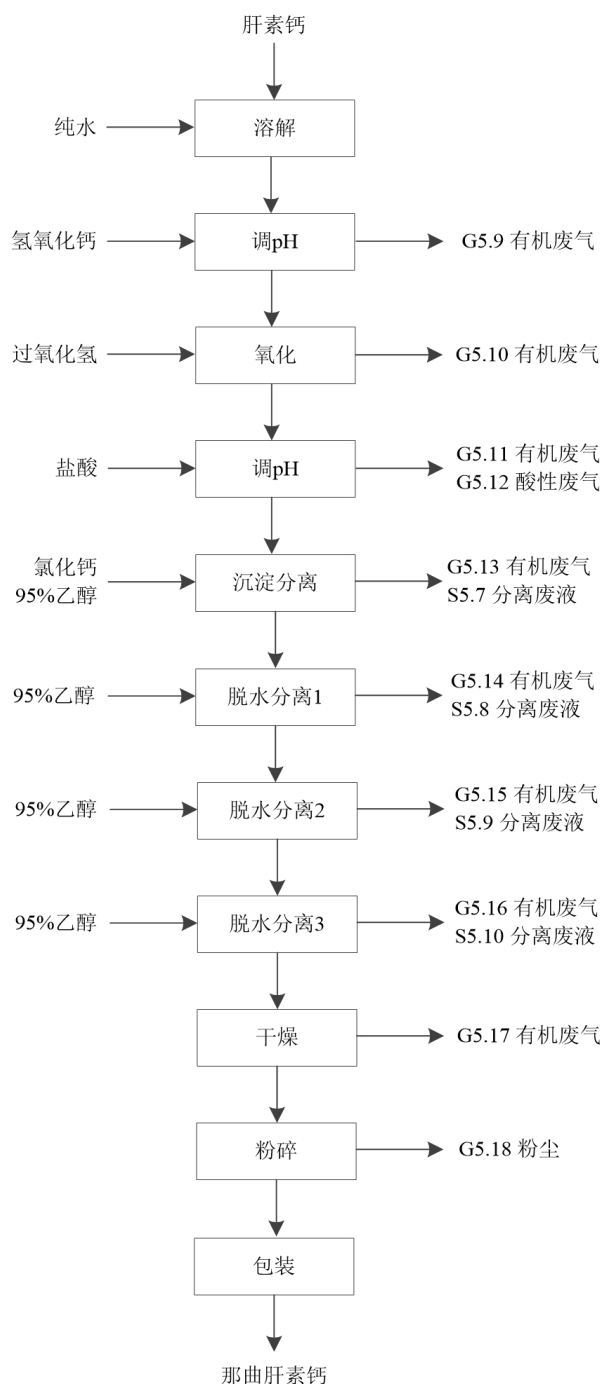 肝素钙
纯水
溶解
氢氧化钙
调pH
G5.9 有机废气
过氧化氢
氧化
G5.10 有机废气
盐酸
调pH
G5.11 有机废气
G5.12 酸性废气
氯化钙
95%乙醇
沉淀分离
G5.13 有机废气
S5.7 分离废液
95%乙醇
脱水分离1
G5.14 有机废气
S5.8 分离废液
95%乙醇
脱水分离2
G5.15 有机废气
S5.9 分离废液
95%乙醇
脱水分离3
G5.16 有机废气
S5.10 分离废液
干燥
G5.17 有机废气
粉碎
G5.18 粉尘
包装
那曲肝素钙